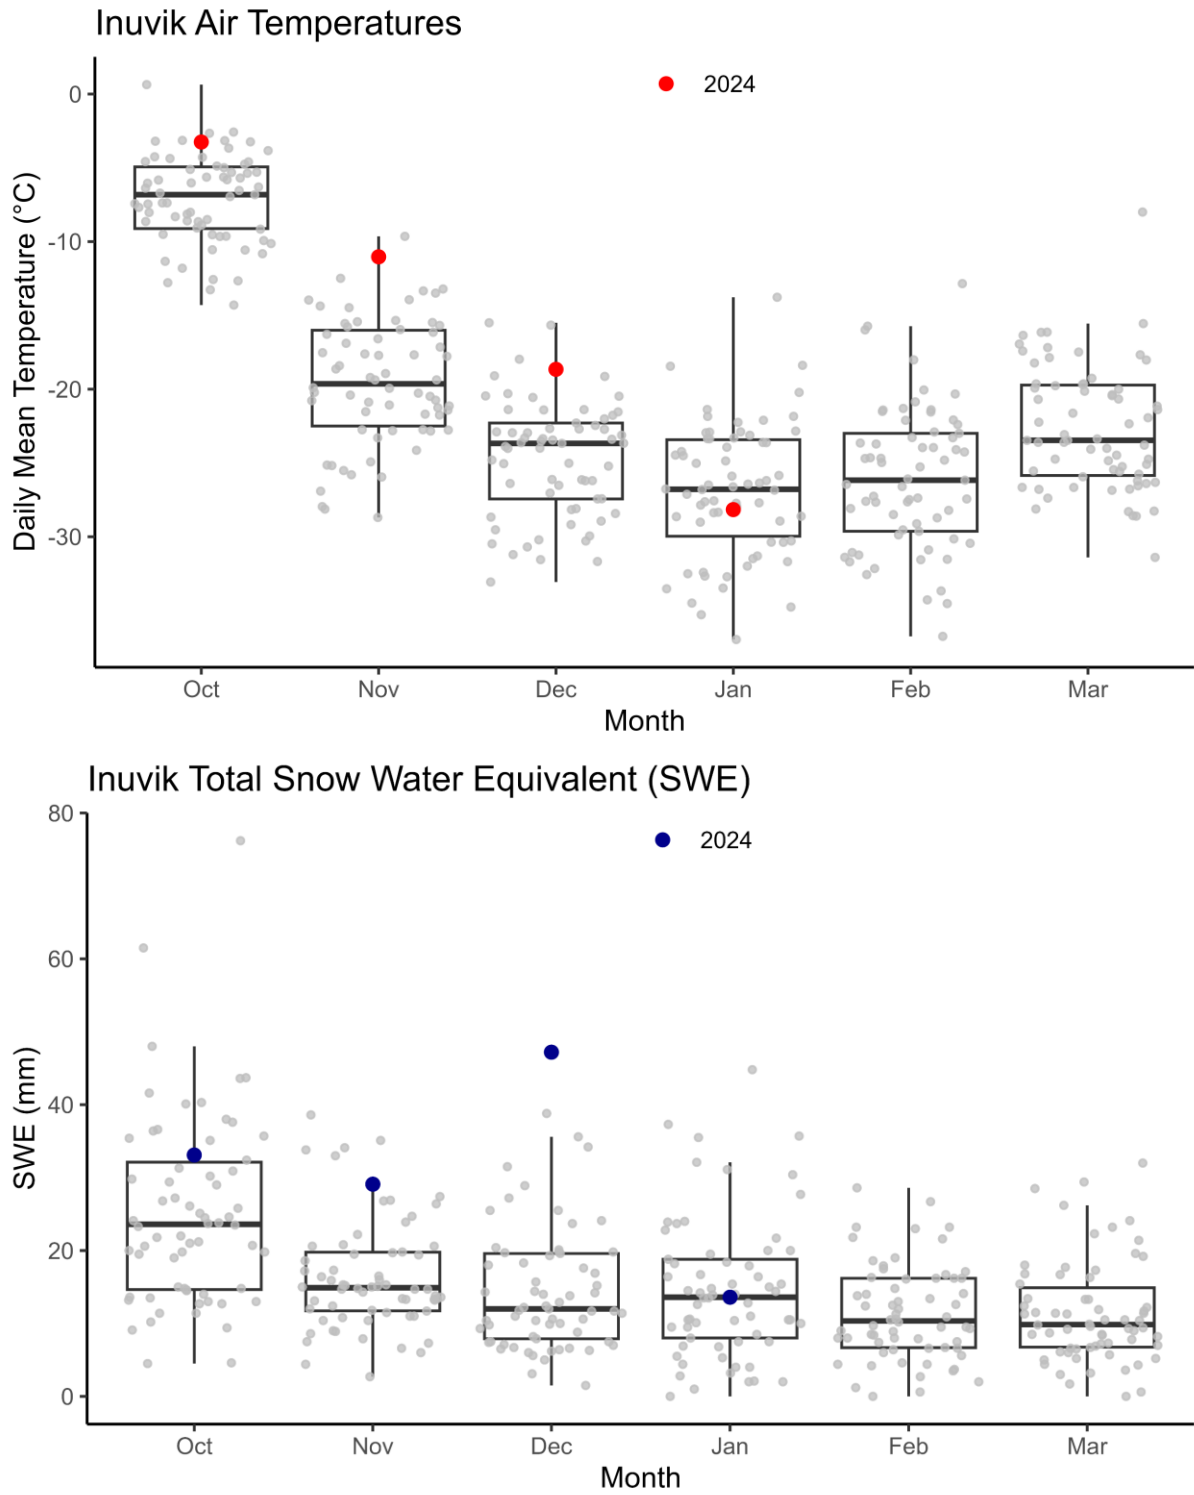 Inuvik Air Temperatures
2024
Daily Mean Temperature (°C)
0
-10
-20
-30
Oct Nov Dec Jan Feb Mar
Month
Inuvik Total Snow Water Equivalent (SWE)
2024
SWE (mm)
80
60
40
20
0
Oct Nov Dec Jan Feb Mar
Month